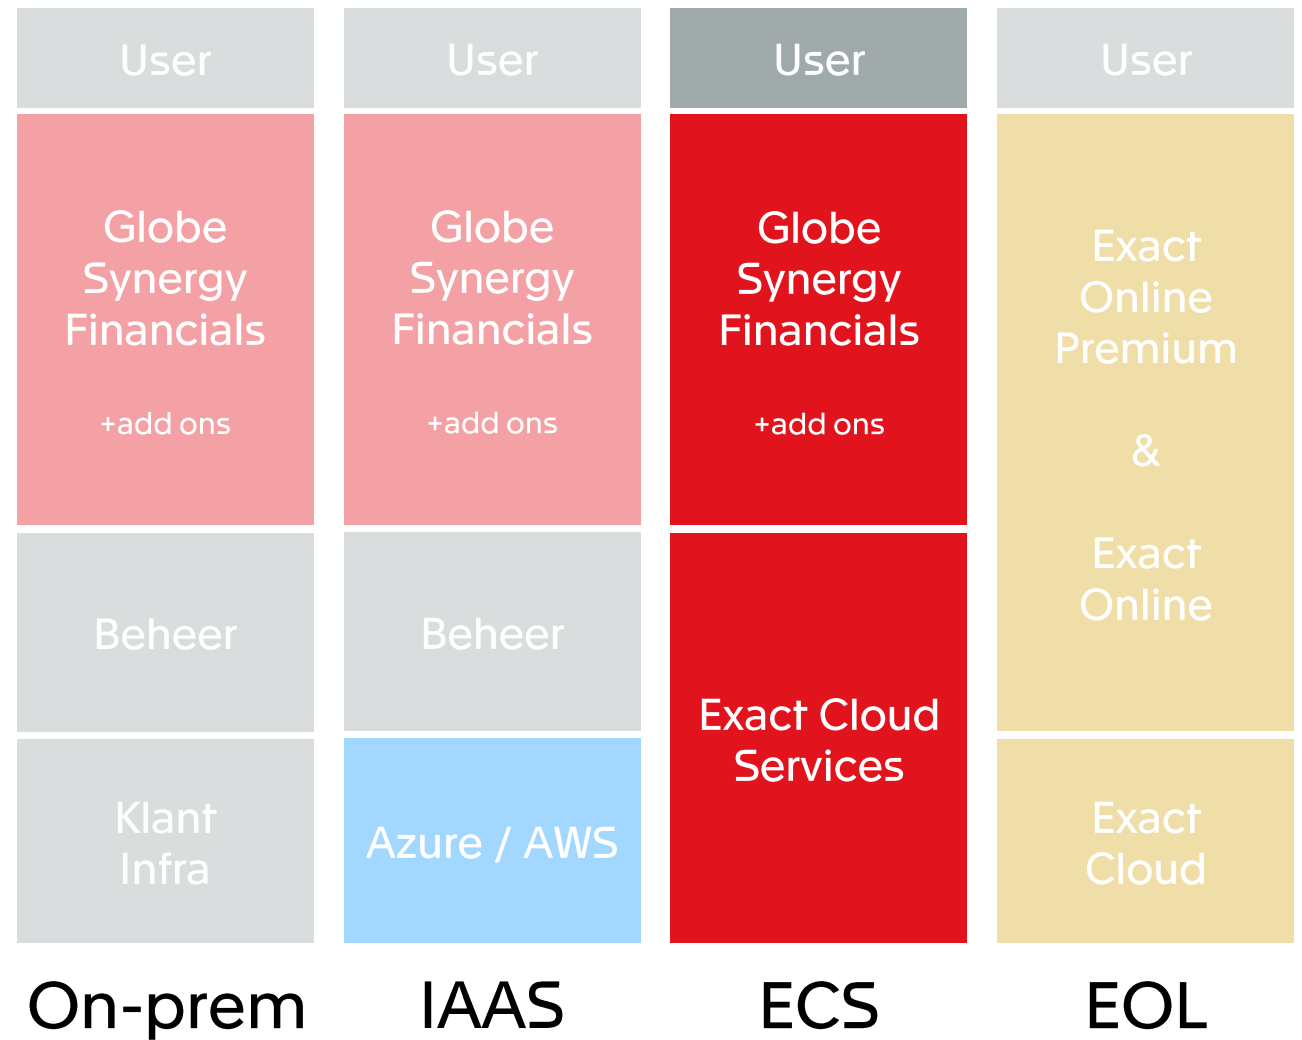 User
Globe
Synergy
Financials
+add ons
Beheer
Klant
Infra
On-prem
User
Globe
Synergy
Financials
+add ons
Beheer
Azure / AWS
IAAS
User
Globe
Synergy
Financials
+add ons
Exact Cloud
Services
ECS
User
Exact
Online
Premium
&
Exact
Online
Exact
Cloud
EOL